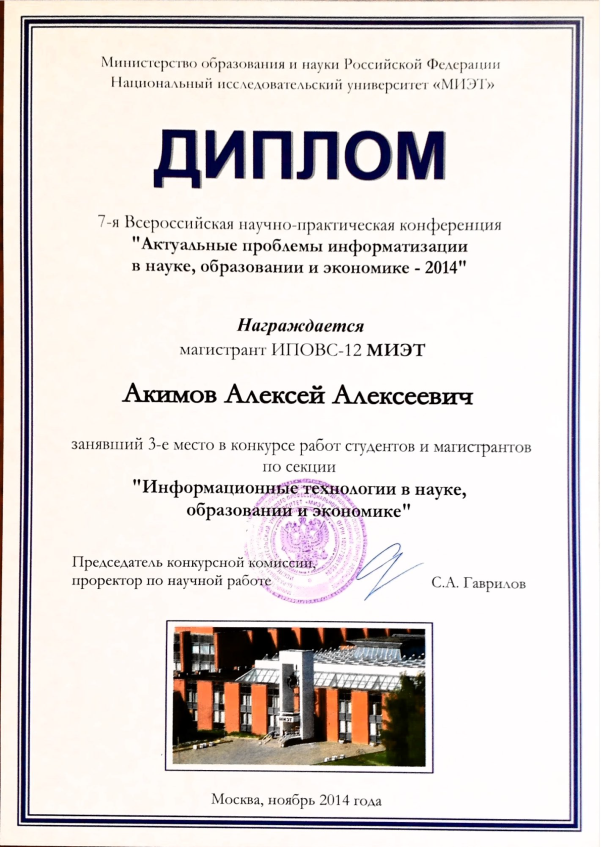 Министерство образования и науки Российской Федерации
Национальный исследовательский университет «МИЭТ»
ДИПЛОМ
7-я Всероссийская научно-практическая конференция
"Актуальные проблемы информатизации
в науке, образовании и экономике - 2014"
Награждается
магистрант ИПОВС-12 МИЭТ
Акимов Алексей Алексеевич
занявший 3-е место в конкурсе работ студентов и магистрантов
по секции
"Информационные технологии в науке,
образовании и экономике"
Председатель конкурсной комиссии,
проректор по научной работе
С.А. Гаврилов
МИЭТ
Москва, ноябрь 2014 года